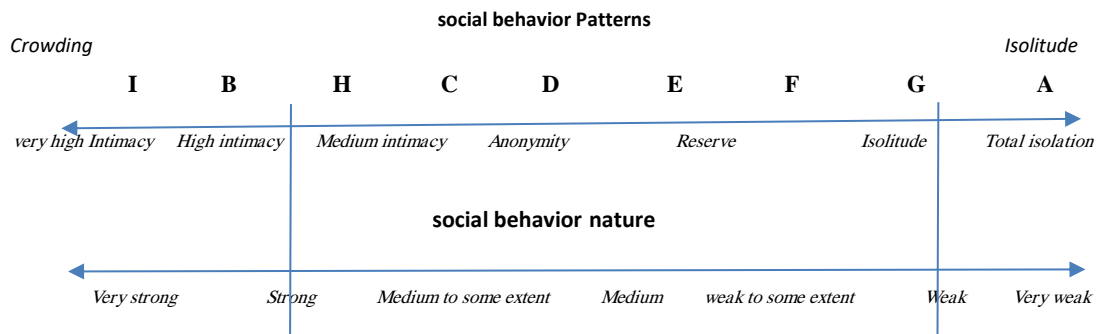 social behavior Patterns
Crowding Isolitude
I B H C D E F G A
very high Intimacy High intimacy Medium intimacy Anonymity Reserve Isolitude Total isolation
social behavior nature
Very strong Strong Medium to some extent Medium weak to some extent Weak Very weak